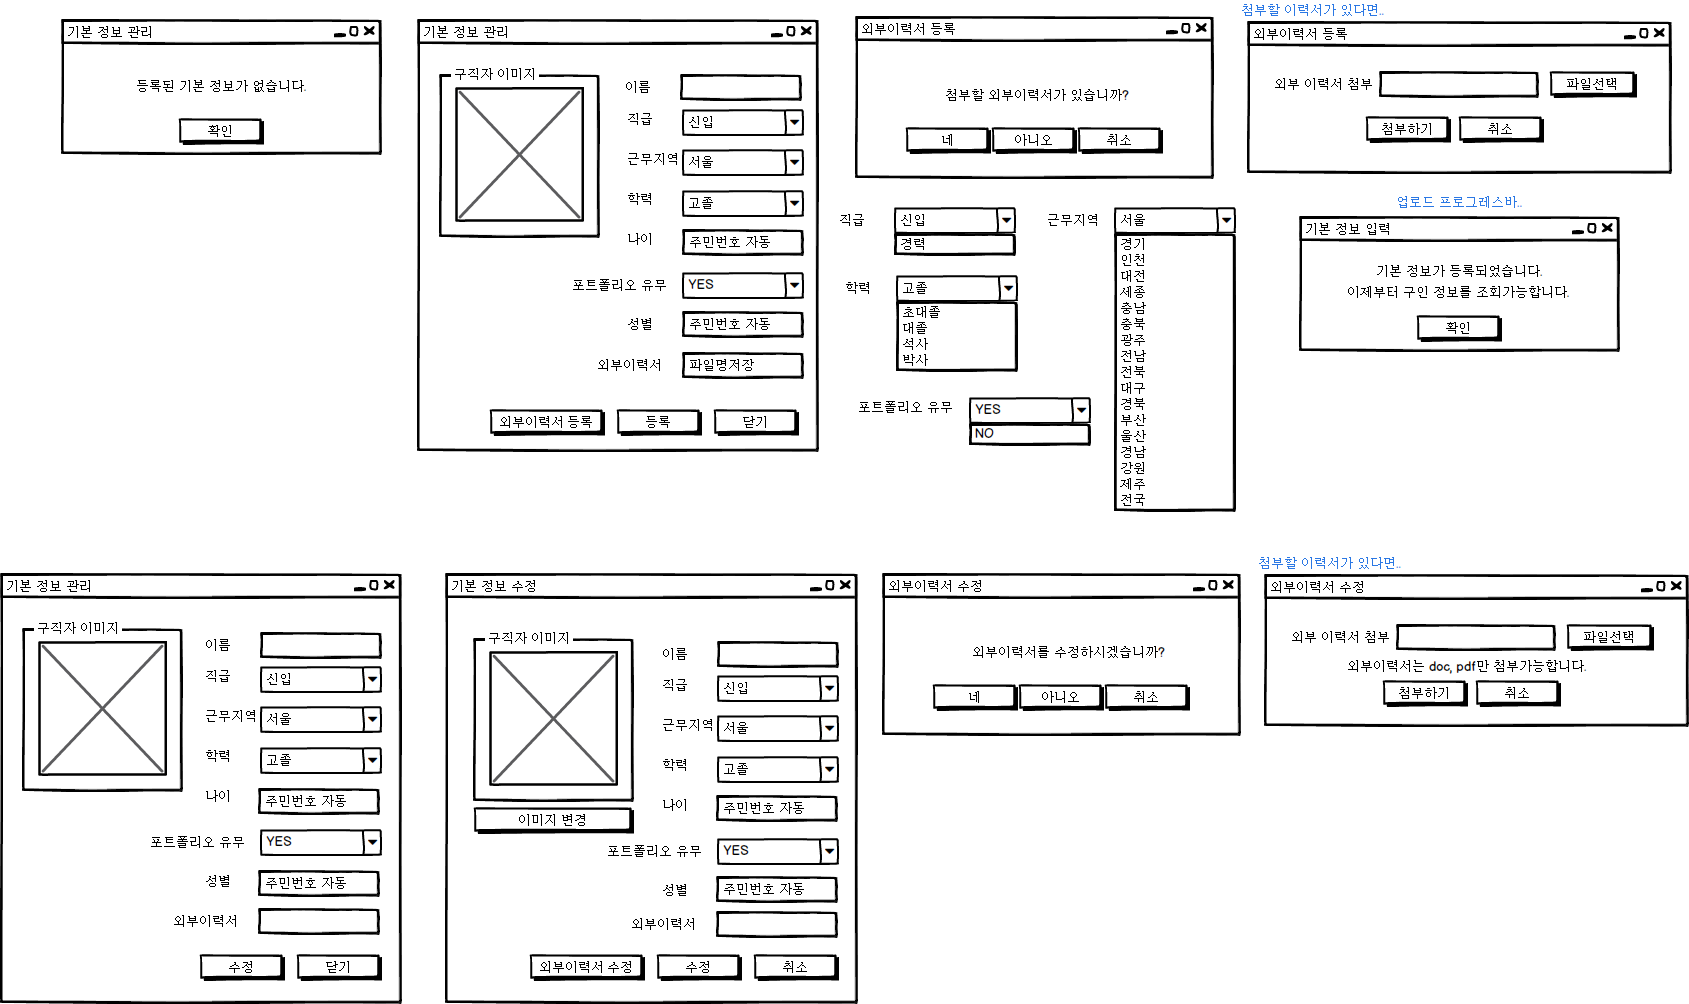 기본 정보 관리
등록된 기본 정보가 없습니다.
확인
기본 정보 관리
구직자 이미지
이름
직급 신입
근무지역 서울
학력 고졸
나이 주민번호 자동
포트폴리오 유무 YES
성별 주민번호 자동
외부이력서 파일명저장
외부이력서 등록 등록 닫기
외부이력서 등록
첨부할 외부이력서가 있습니까?
네 아니오 취소
첨부할 이력서가 있다면..
외부이력서 등록
외부 이력서 첨부 파일선택
첨부하기 취소
직급 신입
경력
학력 고졸
초대졸
대졸
석사
박사
포트폴리오 유무 YES
NO
근무지역 서울
경기
인천
대전
세종
충남
충북
광주
전남
전북
대구
경북
부산
울산
경남
강원
제주
전국
업로드 프로그레스바..
기본 정보 입력
기본 정보가 등록되었습니다.
이제부터 구인 정보를 조회가능합니다.
확인
기본 정보 관리
구직자 이미지
이름
직급 신입
근무지역 서울
학력 고졸
나이 주민번호 자동
포트폴리오 유무 YES
성별 주민번호 자동
외부이력서
수정 닫기
기본 정보 수정
구직자 이미지
이미지 변경
이름
직급 신입
근무지역 서울
학력 고졸
나이 주민번호 자동
포트폴리오 유무 YES
성별 주민번호 자동
외부이력서
외부이력서 수정 수정 취소
외부이력서 수정
외부이력서를 수정하시겠습니까?
네 아니오 취소
첨부할 이력서가 있다면..
외부이력서 수정
외부 이력서 첨부 파일선택
외부이력서는 doc, pdf만 첨부가능합니다.
첨부하기 취소